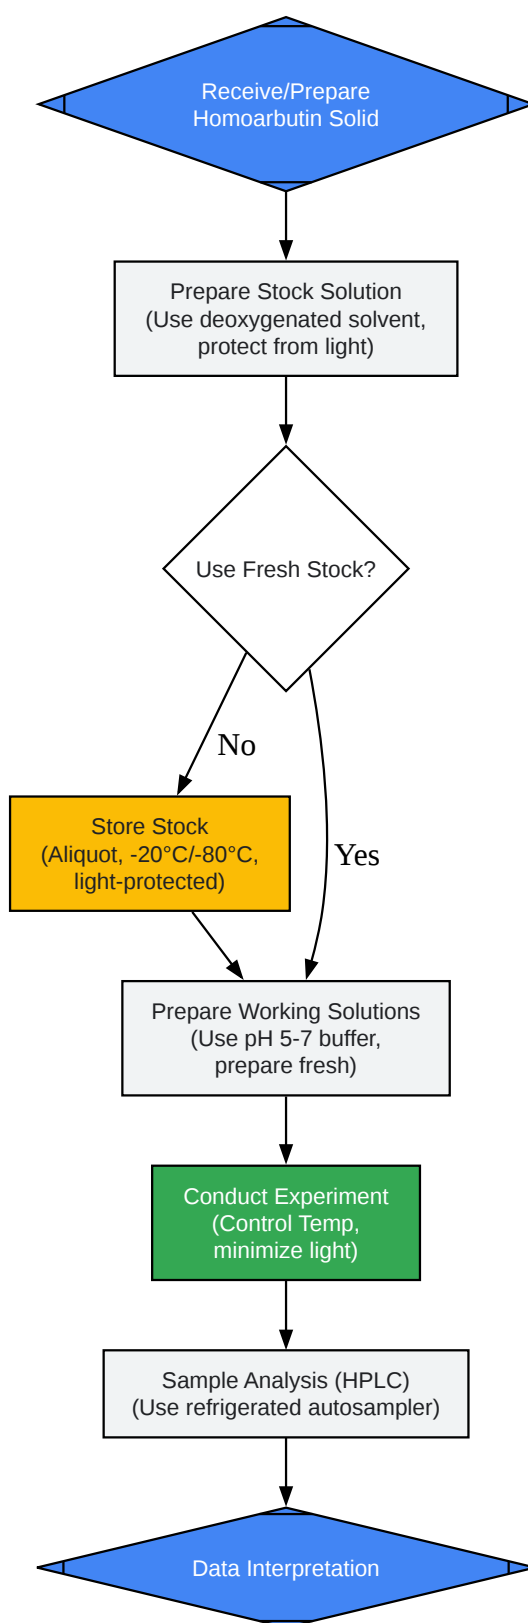 Receive/Prepare
Homoarbutin Solid
Prepare Stock Solution
(Use deoxygenated solvent,
protect from light)
Use Fresh Stock?
No
Store Stock
(Aliquot, -20°C/-80°C,
light-protected)
Yes
Prepare Working Solutions
(Use pH 5-7 buffer,
prepare fresh)
Conduct Experiment
(Control Temp,
minimize light)
Sample Analysis (HPLC)
(Use refrigerated autosampler)
Data Interpretation